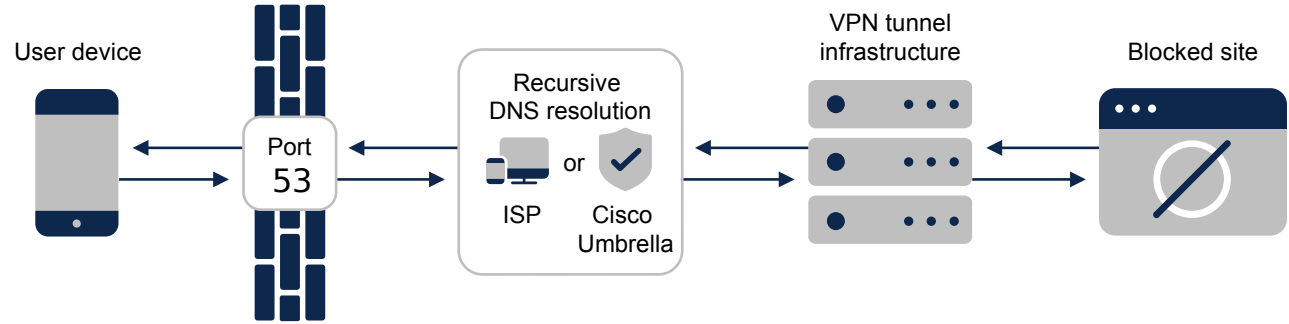 User device
Port
53
Recursive
DNS resolution
or
ISP
Cisco
Umbrella
VPN tunnel
infrastructure
Blocked site